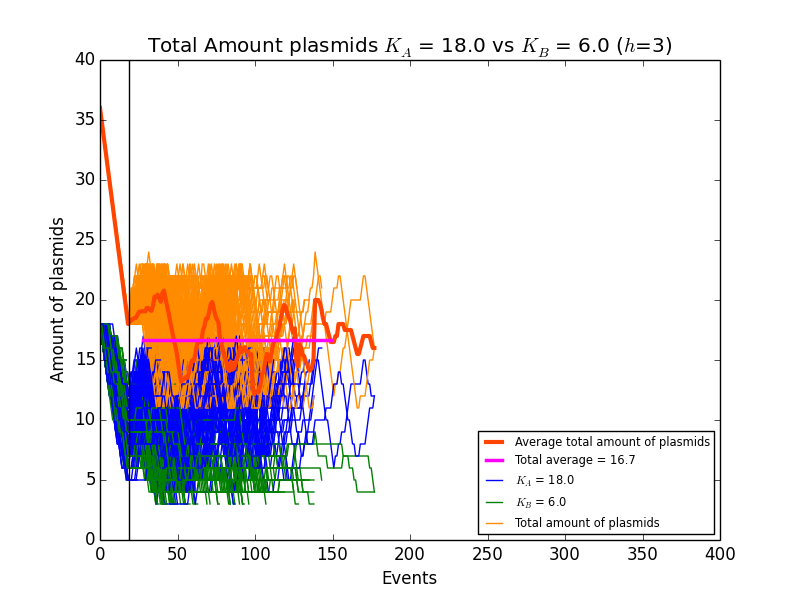 Total Amount plasmids K_A = 18.0 vs K_B = 6.0 (h=3)
40
35
30
25
20
15
10
5
0
Amount of plasmids
Average total amount of plasmids
Total average = 16.7
K_A = 18.0
K_B = 6.0
Total amount of plasmids
0 50 100 150 200 250 300 350 400
Events